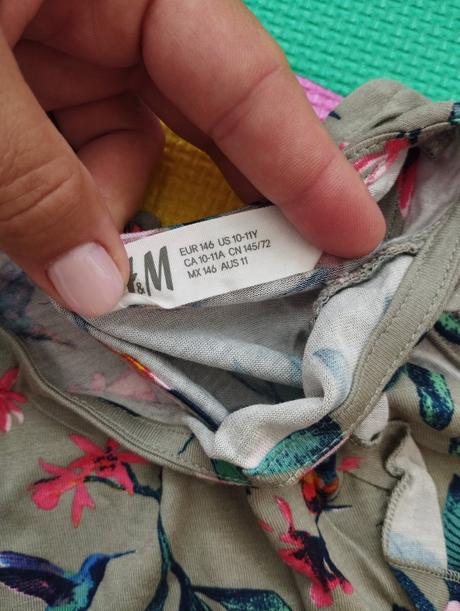 &M
EUR 146 US 10-11Y
CA 10-11A CN 145/72
MX 146 AUS 11